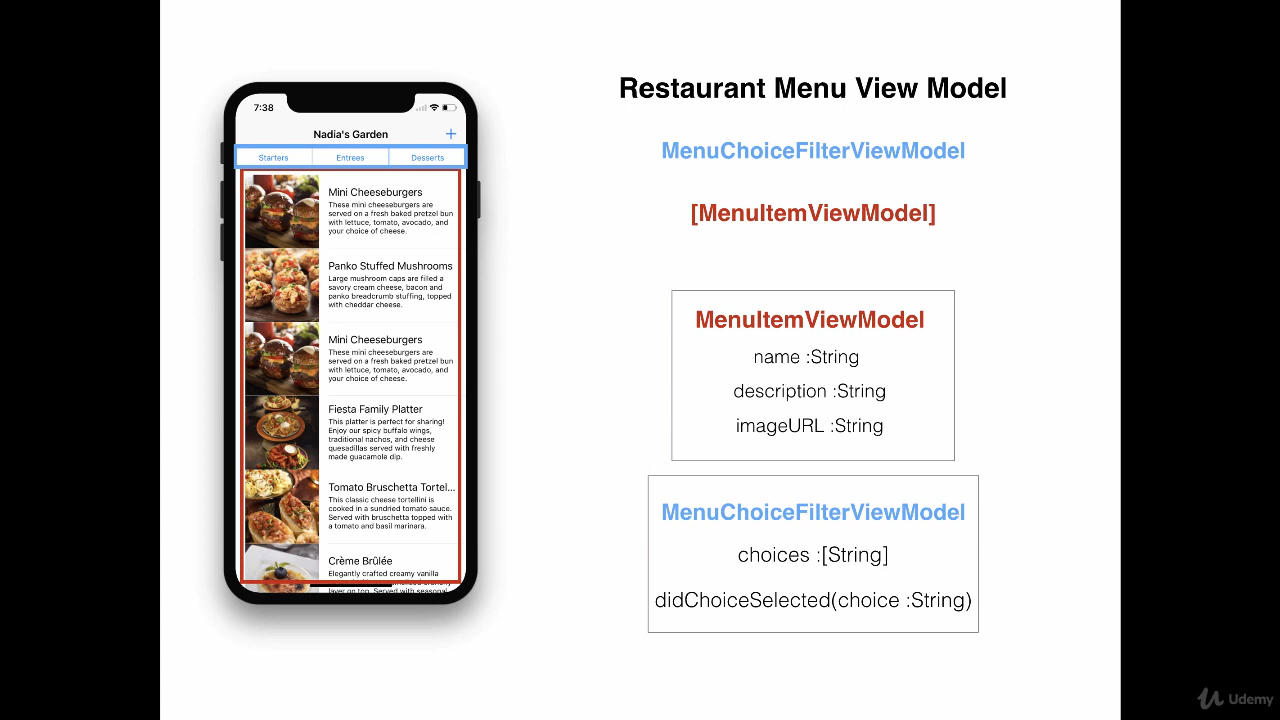 7:38
Nadia's Garden
+
Starters Entrees Desserts
Mini Cheeseburgers
These mini cheeseburgers are
served on a fresh baked pretzel bun
with lettuce, tomato, avocado, and
your choice of cheese.
Panko Stuffed Mushrooms
Large mushroom caps are filled a
savory cream cheese, bacon and
panko breadcrumb stuffing, topped
with cheddar cheese.
Mini Cheeseburgers
These mini cheeseburgers are
served on a fresh baked pretzel bun
with lettuce, tomato, avocado, and
your choice of cheese.
Fiesta Family Platter
This platter is perfect for sharing!
Enjoy our spicy buffalo wings,
traditional nachos, and cheese
quesadillas served with freshly
made guacamole dip.
Tomato Bruschetta Tortel...
This classic cheese tortellini is
cooked in a sundried tomato sauce.
Served with bruschetta topped with
a tomato and basil marinara.
Crème Brûlée
Elegantly crafted creamy vanilla
layer on top. Served with seasonal
Restaurant Menu View Model
MenuChoiceFilterViewModel
[MenuItemViewModel]
MenuItemViewModel
name :String
description :String
imageURL :String
MenuChoiceFilterViewModel
choices :[String]
didChoiceSelected(choice :String)
Udemy